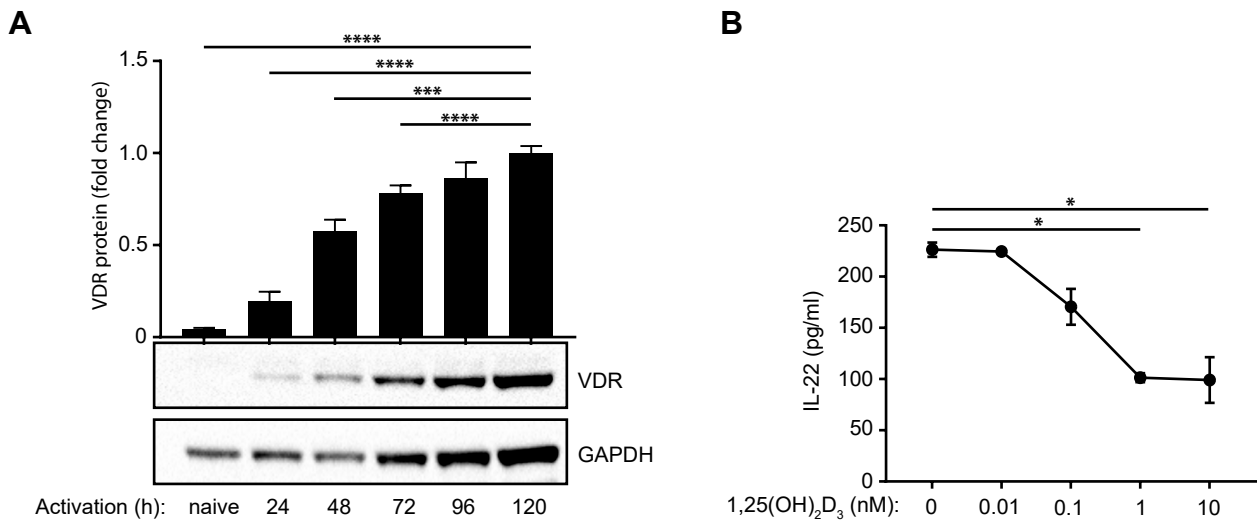 A
****
****
***
****
VDR protein (fold change)
1.5
1.0
0.5
0
VDR
GAPDH
Activation (h): naive 24 48 72 96 120
B
*
*
IL-22 (pg/ml)
250
200
150
100
50
0
1,25(OH)₂D₃ (nM): 0 0.01 0.1 1 10